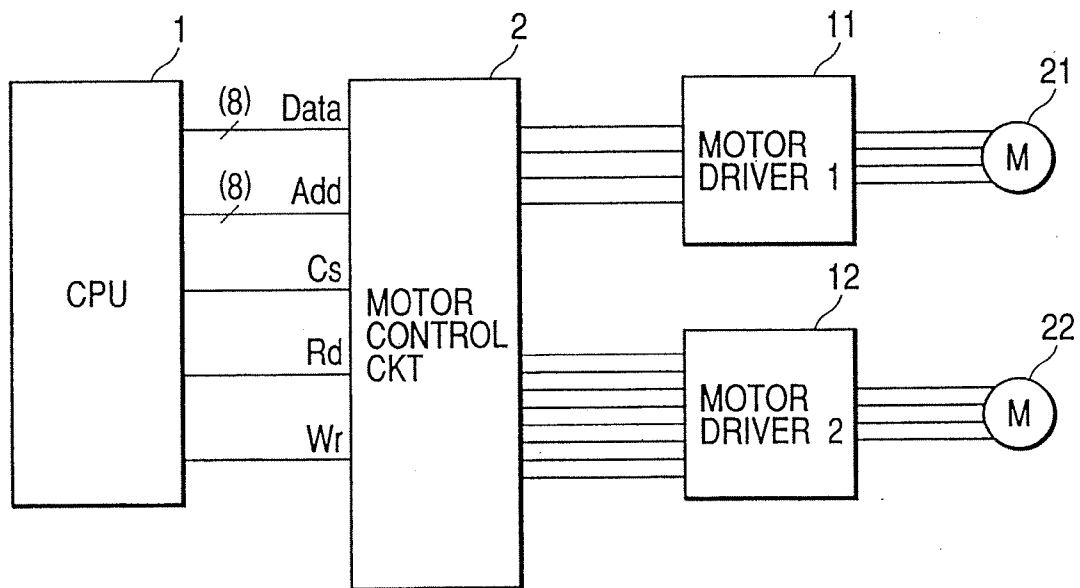 1
2
11
21
(8)
Data
M
MOTOR
DRIVER 1
(8)
Add
Cs
CPU
MOTOR
CONTROL
CKT
12
22
Rd
MOTOR
DRIVER 2
M
Wr